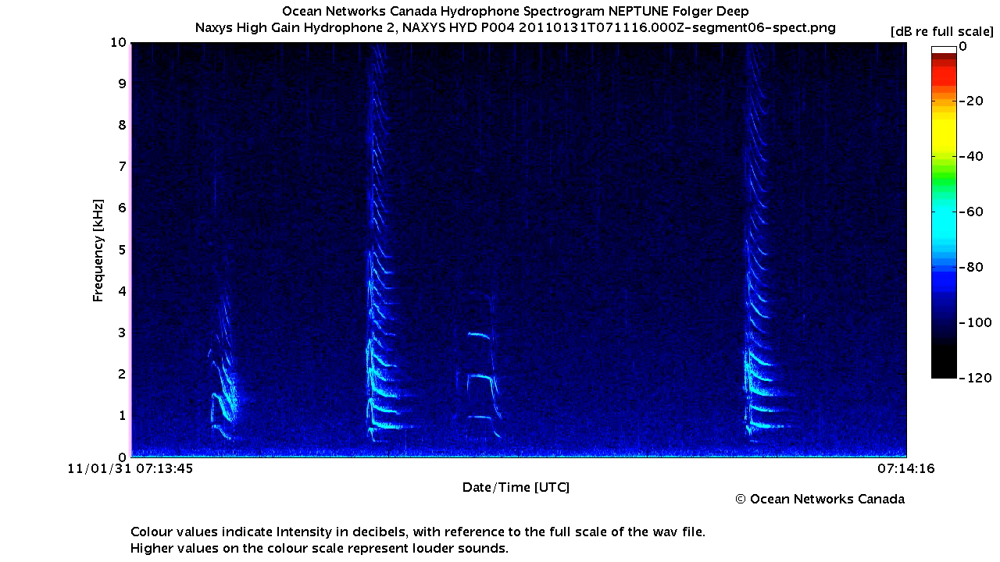 Ocean Networks Canada Hydrophone Spectrogram NEPTUNE Folger Deep
Naxys High Gain Hydrophone 2, NAXYS HYD P004 20110131T071116.000Z-segment06-spect.png
[dB re full scale]
10
9
8
7
6
5
4
3
2
1
0
Frequency [kHz]
0
-20
-40
-60
-80
-100
-120
11/01/31 07:13:45
07:14:16
Date/Time [UTC]
© Ocean Networks Canada
Colour values indicate Intensity in decibels, with reference to the full scale of the wav file.
Higher values on the colour scale represent louder sounds.